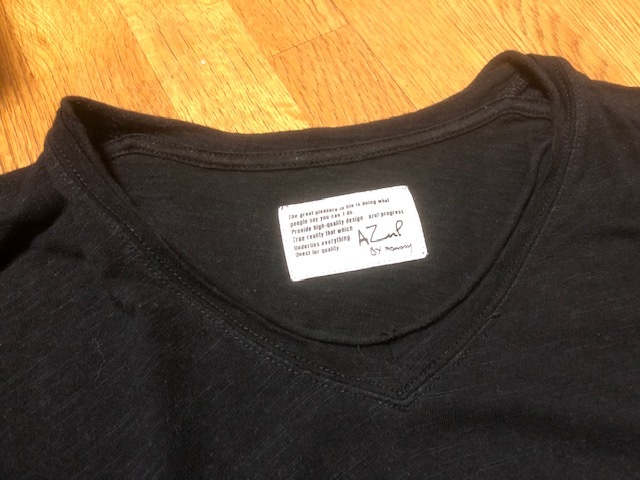 The great pleasure in life is doing what
people say you can't do.
Provide high-quality design azul progress
True reality that which
Underlies everything.
Quest for quality
AZUL
BY moussy